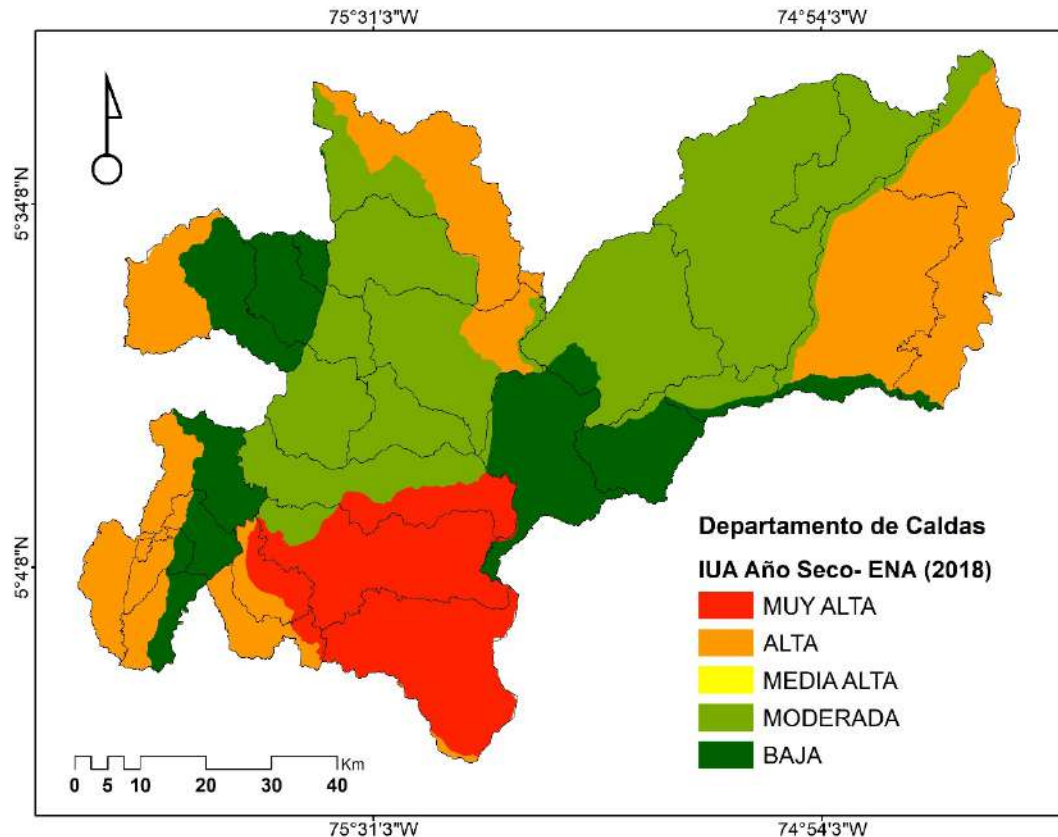 75°31'3"W 74°54'3"W
5°34'8"N
5°4'8"N
Departamento de Caldas
IUA Año Seco- ENA (2018)
MUY ALTA
ALTA
MEDIA ALTA
MODERADA
BAJA
Km
0 5 10 20 30 40
75°31'3"W 74°54'3"W